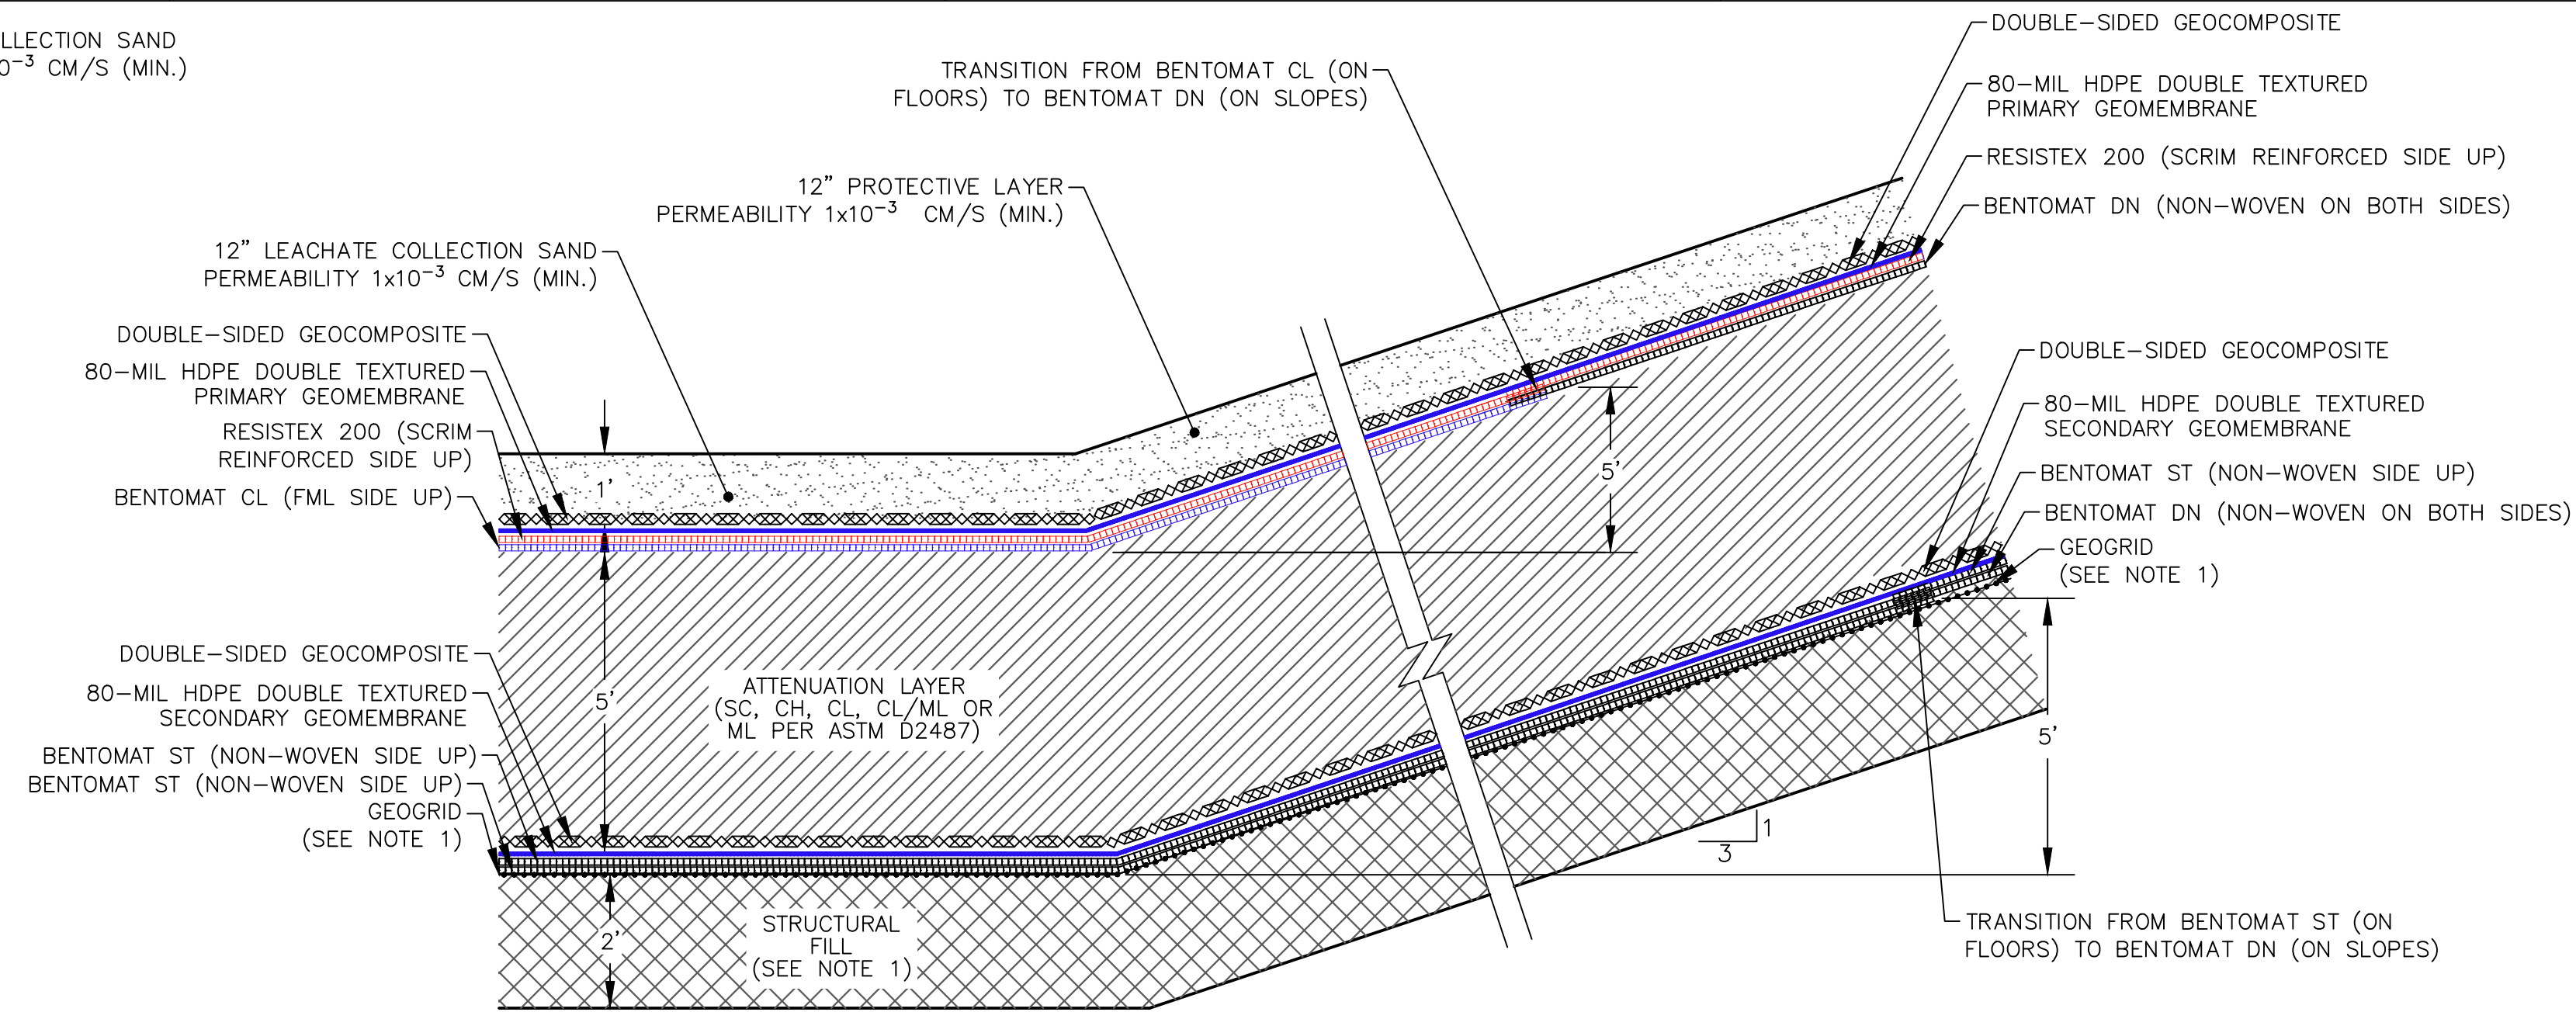 LLECTION SAND
0⁻³ CM/S (MIN.)
TRANSITION FROM BENTOMAT CL (ON
FLOORS) TO BENTOMAT DN (ON SLOPES)
12” PROTECTIVE LAYER
PERMEABILITY 1x10⁻³ CM/S (MIN.)
12” LEACHATE COLLECTION SAND
PERMEABILITY 1x10⁻³ CM/S (MIN.)
DOUBLE-SIDED GEOCOMPOSITE
80-MIL HDPE DOUBLE TEXTURED
PRIMARY GEOMEMBRANE
RESISTEX 200 (SCRIM
REINFORCED SIDE UP)
BENTOMAT CL (FML SIDE UP)
1’
5’
DOUBLE-SIDED GEOCOMPOSITE
80-MIL HDPE DOUBLE TEXTURED
SECONDARY GEOMEMBRANE
BENTOMAT ST (NON-WOVEN SIDE UP)
BENTOMAT ST (NON-WOVEN SIDE UP)
GEOGRID
(SEE NOTE 1)
ATTENUATION LAYER
(SC, CH, CL, CL/ML OR
ML PER ASTM D2487)
2’
STRUCTURAL
FILL
(SEE NOTE 1)
DOUBLE-SIDED GEOCOMPOSITE
80-MIL HDPE DOUBLE TEXTURED
PRIMARY GEOMEMBRANE
RESISTEX 200 (SCRIM REINFORCED SIDE UP)
BENTOMAT DN (NON-WOVEN ON BOTH SIDES)
5’
DOUBLE-SIDED GEOCOMPOSITE
80-MIL HDPE DOUBLE TEXTURED
SECONDARY GEOMEMBRANE
BENTOMAT ST (NON-WOVEN SIDE UP)
BENTOMAT DN (NON-WOVEN ON BOTH SIDES)
GEOGRID
(SEE NOTE 1)
5’
1
3
TRANSITION FROM BENTOMAT ST (ON
FLOORS) TO BENTOMAT DN (ON SLOPES)